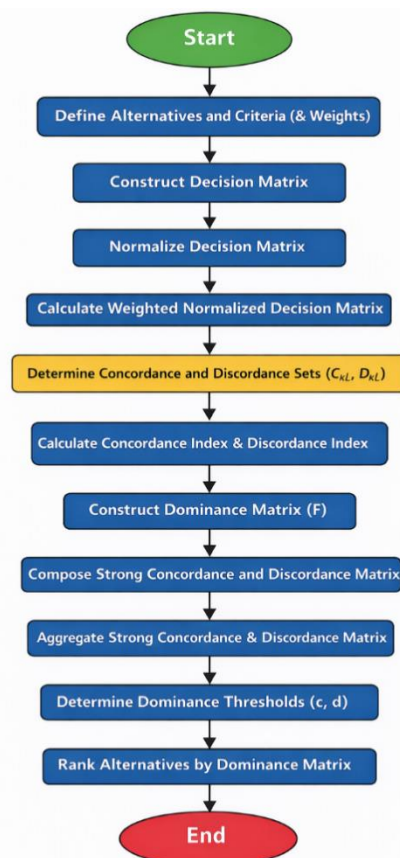 Start
Define Alternatives and Criteria (& Weights)
Construct Decision Matrix
Normalize Decision Matrix
Calculate Weighted Normalized Decision Matrix
Determine Concordance and Discordance Sets (C_κL, D_κL)
Calculate Concordance Index & Discordance Index
Construct Dominance Matrix (F)
Compose Strong Concordance and Discordance Matrix
Aggregate Strong Concordance & Discordance Matrix
Determine Dominance Thresholds (c, d)
Rank Alternatives by Dominance Matrix
End